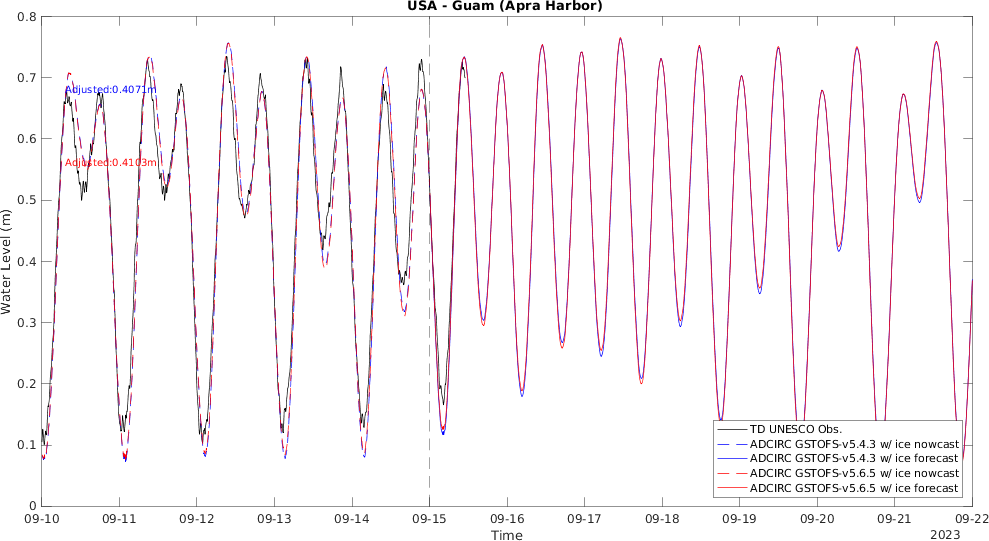 USA - Guam (Apra Harbor)
0.8
0.7
0.6
0.5
0.4
0.3
0.2
0.1
0
Water Level (m)
Adjusted:0.4071m
Adjusted:0.4103m
TD UNESCO Obs.
ADCIRC GSTOFS-v5.4.3 w/ ice nowcast
ADCIRC GSTOFS-v5.4.3 w/ ice forecast
ADCIRC GSTOFS-v5.6.5 w/ ice nowcast
ADCIRC GSTOFS-v5.6.5 w/ ice forecast
09-10 09-11 09-12 09-13 09-14 09-15 09-16 09-17 09-18 09-19 09-20 09-21 09-22
Time
2023